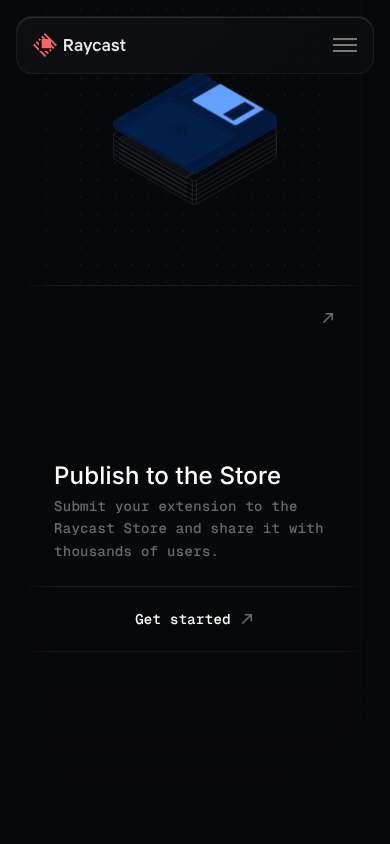 Raycast
Publish to the Store
Submit your extension to the
Raycast Store and share it with
thousands of users.
Get started